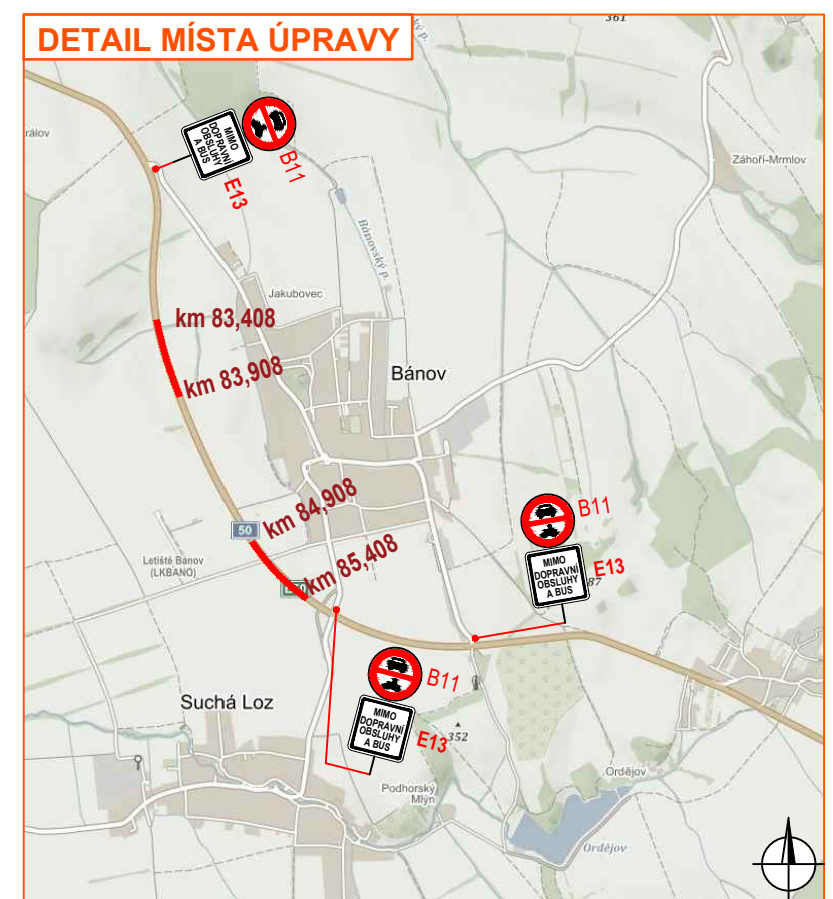 DETAIL MÍSTA ÚPRAVY
361
MIMO
DOPRAVNÍ
OBSLUHY
A BUS
B11
E13
Záhoří-Mrmlov
Bánovský p.
Jakubovec
km 83,408
km 83,908
Bánov
50
km 84,908
km 85,408
Letiště Bánov
(LKBANO)
B11
MIMO
DOPRAVNÍ
OBSLUHY
A BUS
E13
B11
MIMO
DOPRAVNÍ
OBSLUHY
A BUS
E13
352
Suchá Loz
Podhorský
Mlýn
Ordějov
Ordějov